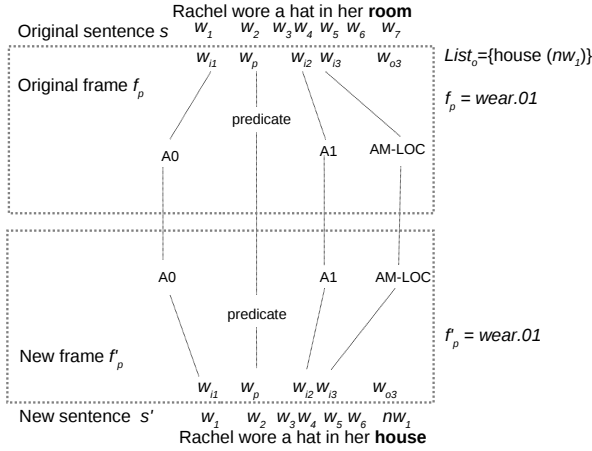 Rachel wore a hat in her room
Original sentence s w1 w2 w3 w4 w5 w6 w7
wi1 wp wi2 wi3 wo3 Listo={house (nw1)}
Original frame fp fp = wear.01
predicate
A0 A1 AM-LOC
A0 A1 AM-LOC
predicate
New frame f'p f'p = wear.01
wi1 wp wi2 wi3 wo3
New sentence s' w1 w2 w3 w4 w5 w6 nw1
Rachel wore a hat in her house